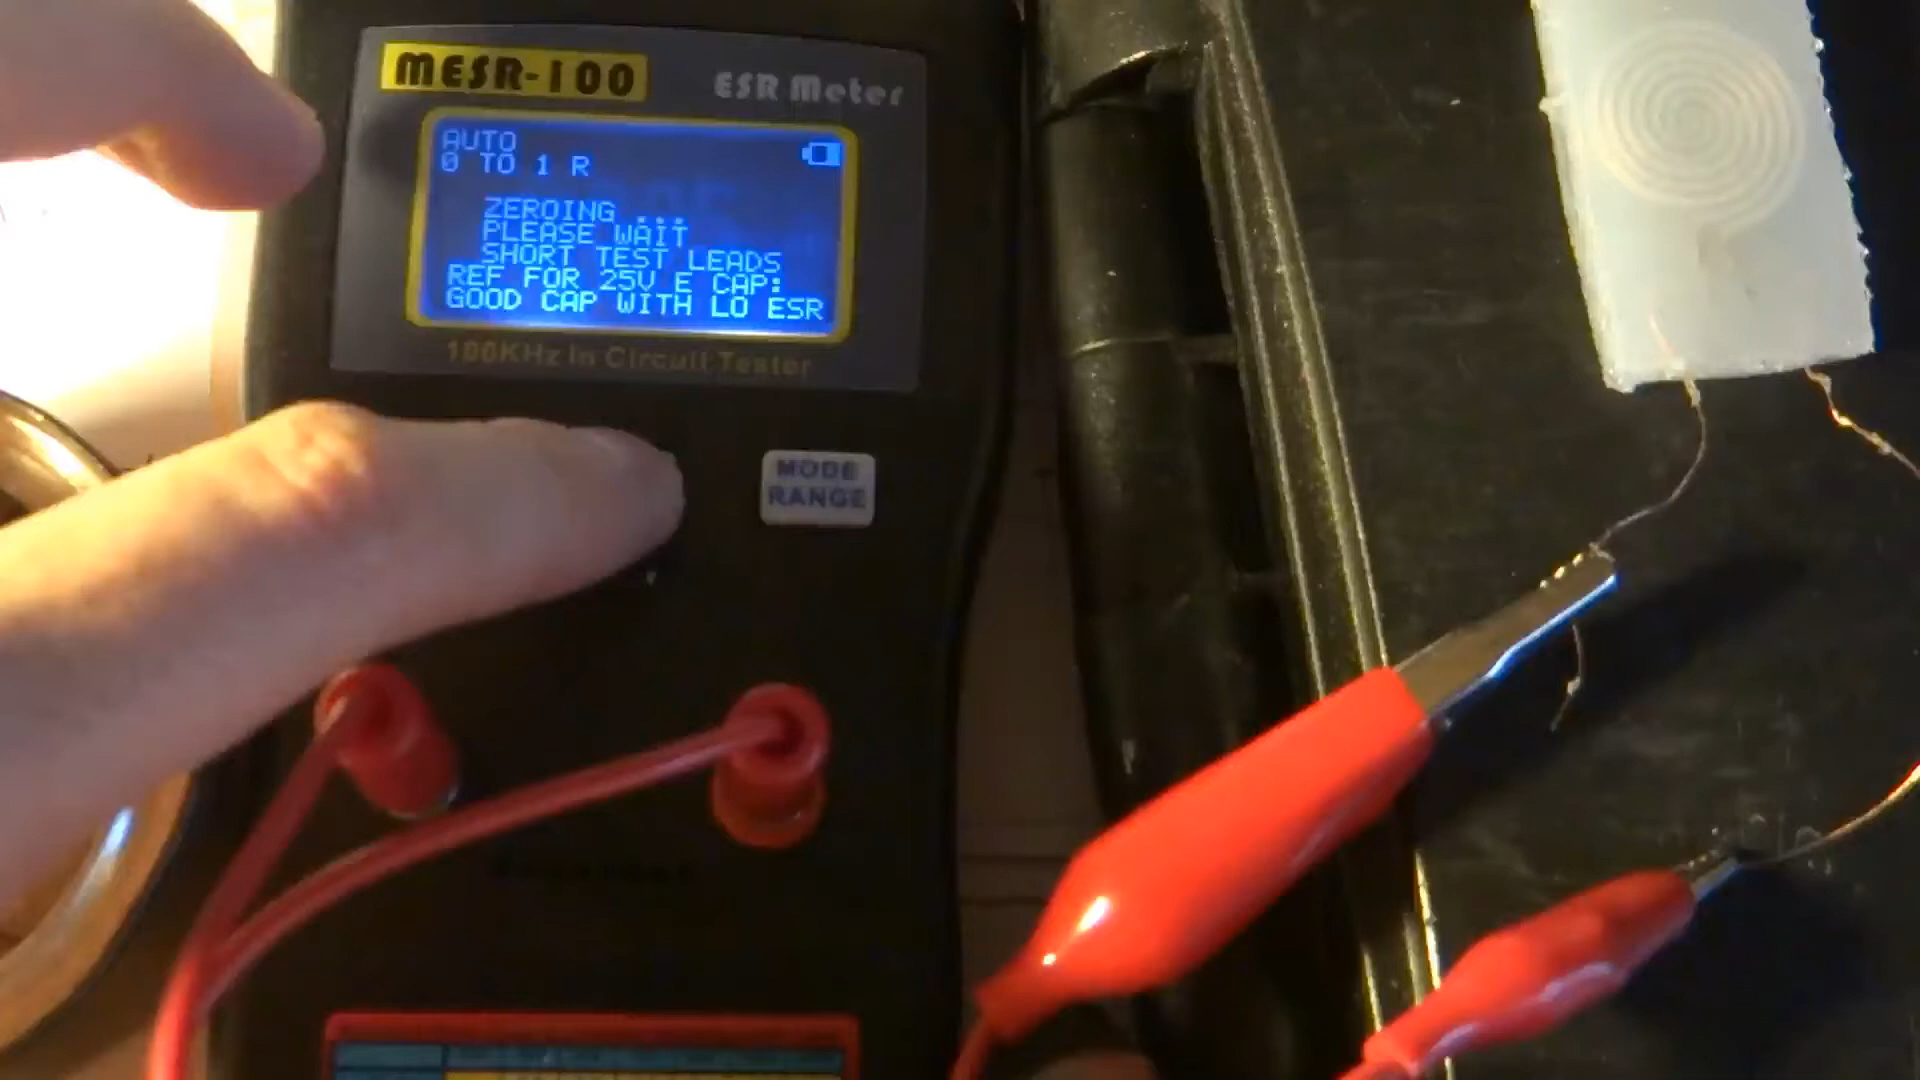 MESR-100
ESR Meter
AUTO
0 TO 1 R
ZEROING ...
PLEASE WAIT
SHORT TEST LEADS
REF FOR 25V E CAP:
GOOD CAP WITH LO ESR
100KHz In Circuit Tester
MODE
RANGE